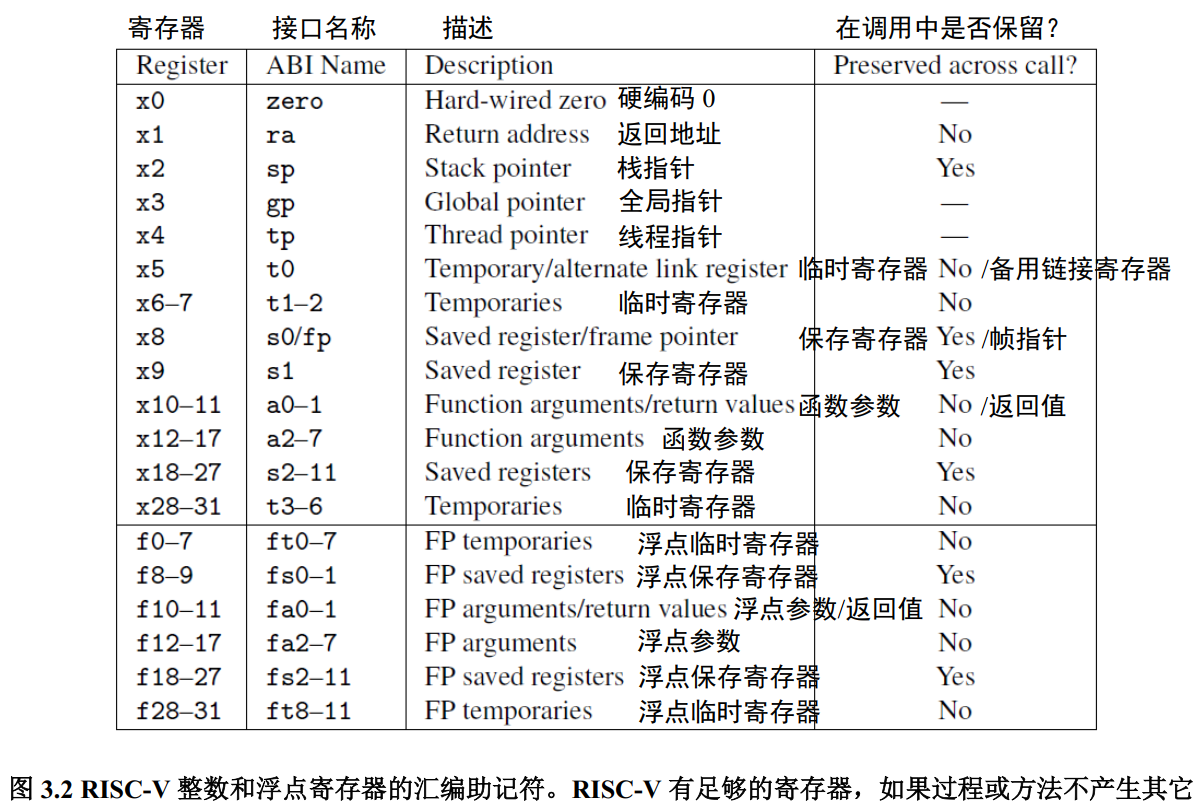 寄存器 接口名称 描述 在调用中是否保留？
Register ABI Name Description Preserved across call?
x0 zero Hard-wired zero 硬编码 0 —
x1 ra Return address 返回地址 No
x2 sp Stack pointer 栈指针 Yes
x3 gp Global pointer 全局指针 —
x4 tp Thread pointer 线程指针 —
x5 t0 Temporary/alternate link register 临时寄存器 No /备用链接寄存器
x6–7 t1–2 Temporaries 临时寄存器 No
x8 s0/fp Saved register/frame pointer 保存寄存器 Yes /帧指针
x9 s1 Saved register 保存寄存器 Yes
x10–11 a0–1 Function arguments/return values 函数参数 No /返回值
x12–17 a2–7 Function arguments 函数参数 No
x18–27 s2–11 Saved registers 保存寄存器 Yes
x28–31 t3–6 Temporaries 临时寄存器 No
f0–7 ft0–7 FP temporaries 浮点临时寄存器 No
f8–9 fs0–1 FP saved registers 浮点保存寄存器 Yes
f10–11 fa0–1 FP arguments/return values 浮点参数/返回值 No
f12–17 fa2–7 FP arguments 浮点参数 No
f18–27 fs2–11 FP saved registers 浮点保存寄存器 Yes
f28–31 ft8–11 FP temporaries 浮点临时寄存器 No
图 3.2 RISC-V 整数和浮点寄存器的汇编助记符。RISC-V 有足够的寄存器，如果过程或方法不产生其它